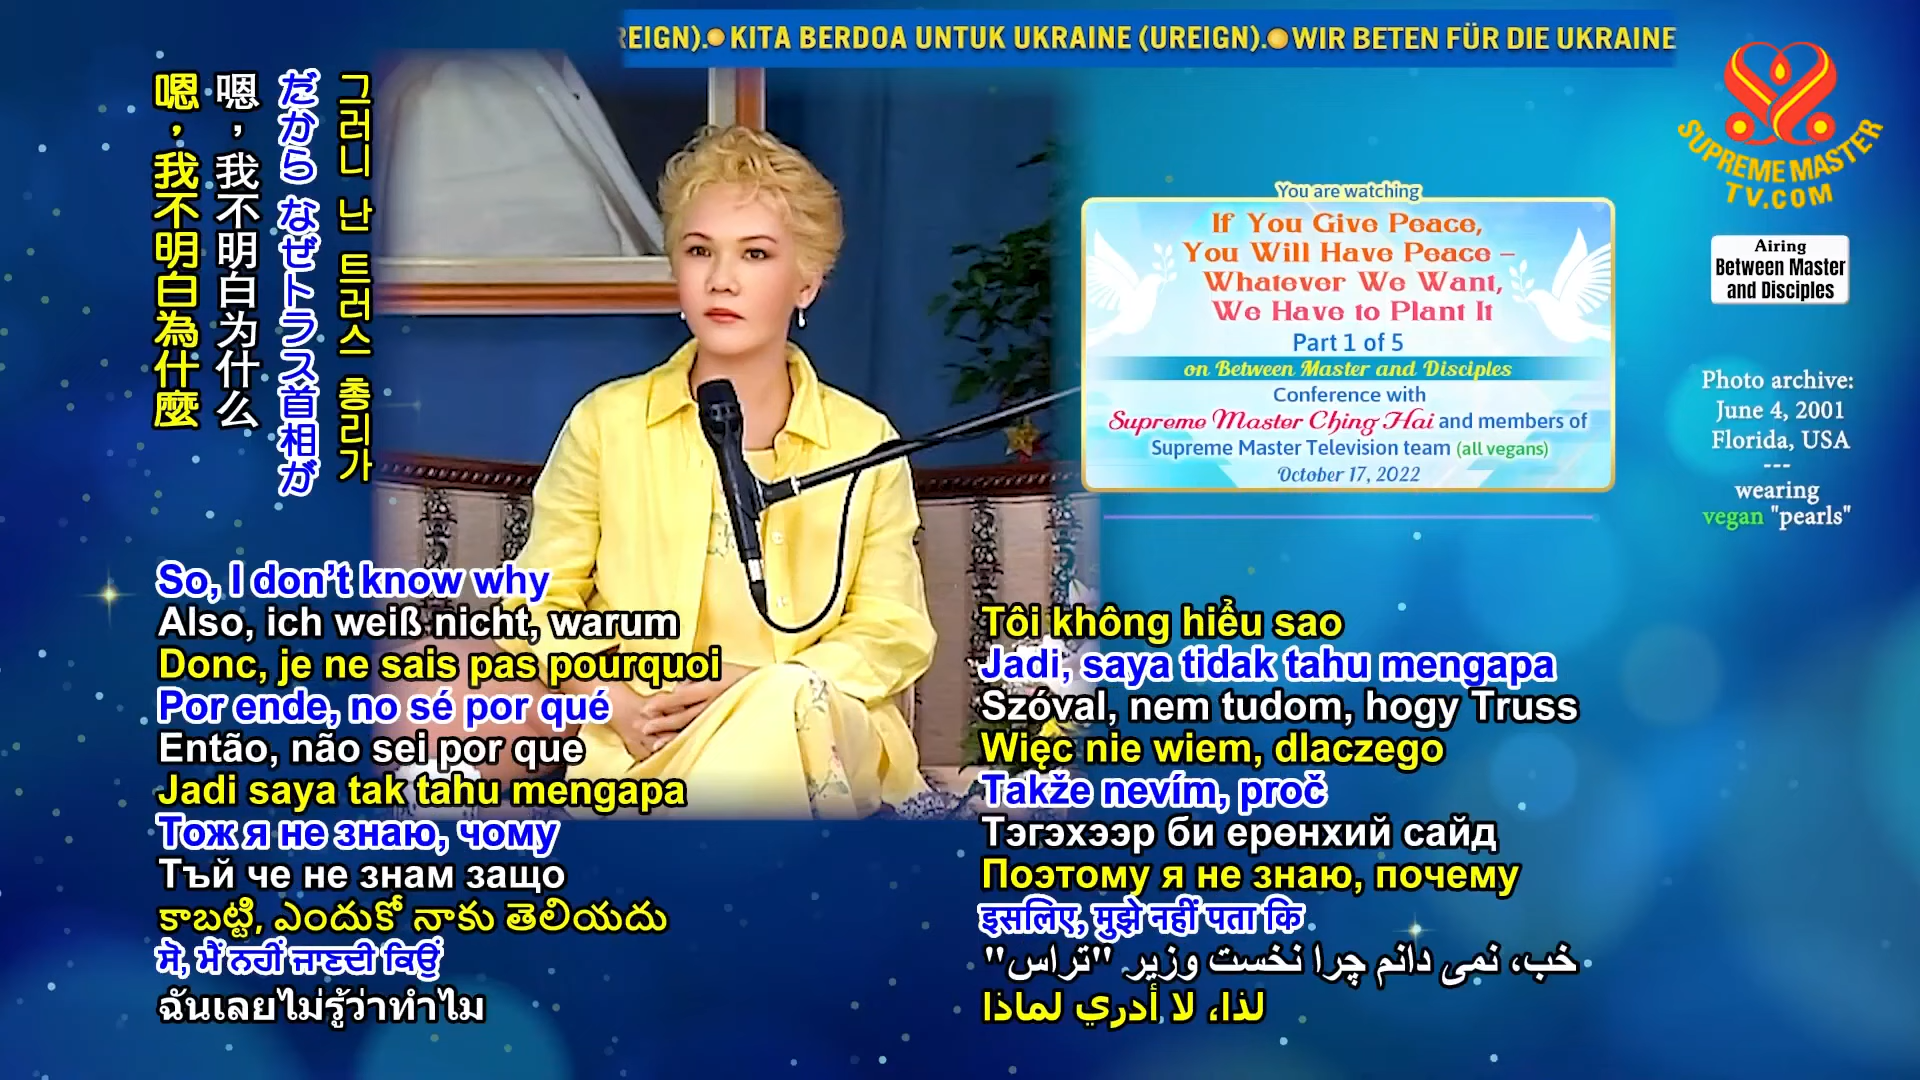 REIGN). KITA BERDOA UNTUK UKRAINE (UREIGN). WIR BETEN FÜR DIE UKRAINE
SUPREME MASTER
TV.COM
Airing
Between Master
and Disciples
Photo archive:
June 4, 2001
Florida, USA
---
wearing
vegan "pearls"
You are watching
If You Give Peace,
You Will Have Peace –
Whatever We Want,
We Have to Plant It
Part 1 of 5
on Between Master and Disciples
Conference with
Supreme Master Ching Hai and members of
Supreme Master Television team (all vegans)
October 17, 2022
그러니 난 트러스 총리가
だから なぜトラス首相が
嗯，我不明白为什么
嗯，我不明白為什麼
So, I don't know why
Also, ich weiß nicht, warum
Donc, je ne sais pas pourquoi
Por ende, no sé por qué
Então, não sei por que
Jadi saya tak tahu mengapa
Тож я не знаю, чому
Тъй че не знам защо
కాబట్టి, ఎందుకో నాకు తెలియదు
ਸੋ, ਮੈਂ ਨਹੀਂ ਜਾਣਦੀ ਕਿਉਂ
ฉันเลยไม่รู้ว่าทำไม
Tôi không hiểu sao
Jadi, saya tidak tahu mengapa
Szóval, nem tudom, hogy Truss
Więc nie wiem, dlaczego
Takže nevím, proč
Тэгэхээр би ерөнхий сайд
Поэтому я не знаю, почему
इसलिए, मुझे नहीं पता कि
خب، نمی دانم چرا نخست وزیر "تراس"
لذا، لا أدري لماذا